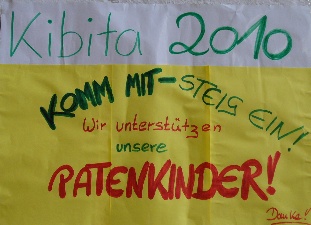 Kibita 2010
KOMM MIT-STEIG EIN!
Wir unterstützen
unsere
PATENKINDER!
Danke!